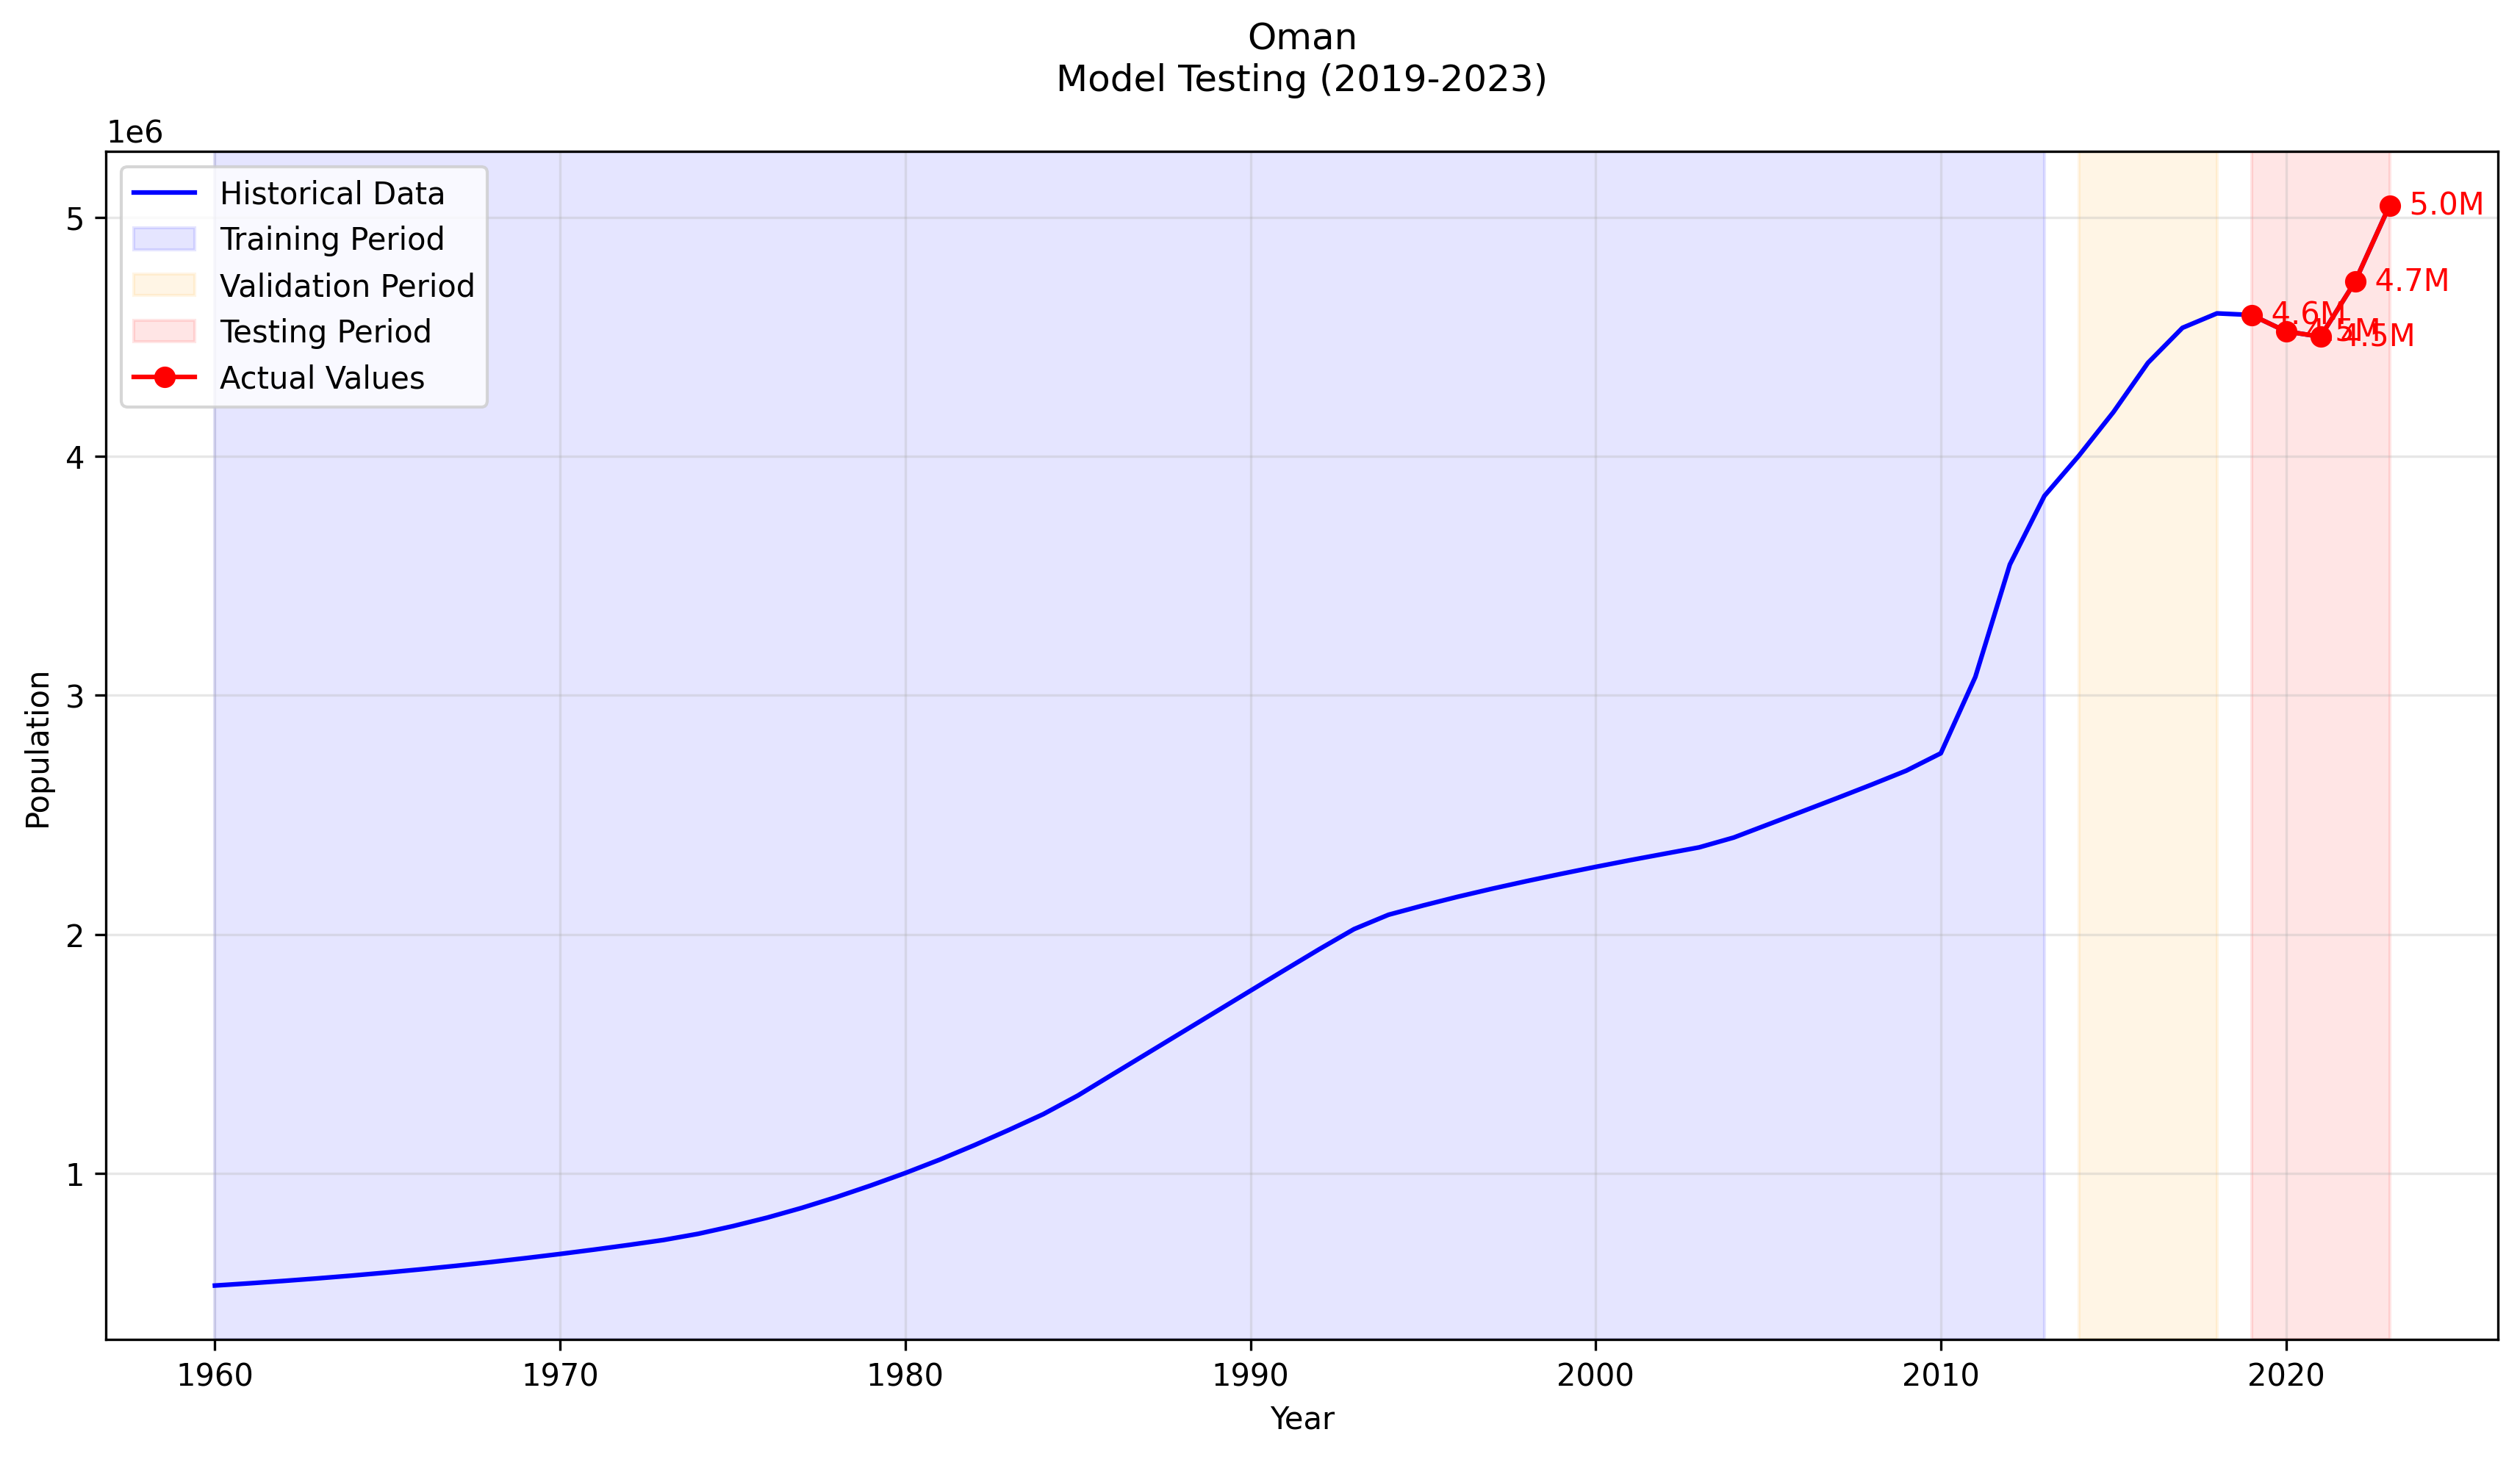 Oman
Model Testing (2019-2023)
1e6
Historical Data
Training Period
Validation Period
Testing Period
Actual Values
5.0M
4.7M
4.6M
4.5M
4.5M
5
4
3
2
1
Population
1960
1970
1980
1990
2000
2010
2020
Year